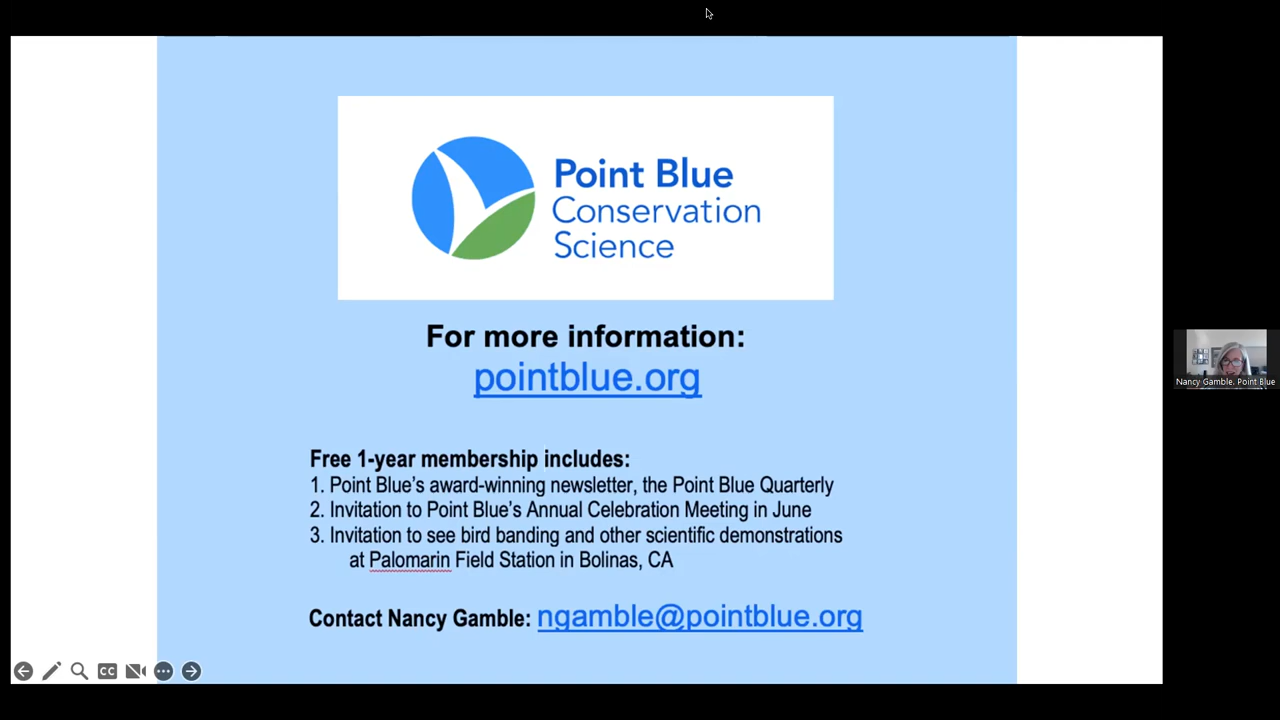 Point Blue
Conservation
Science
For more information:
pointblue.org
Free 1-year membership includes:
1. Point Blue’s award-winning newsletter, the Point Blue Quarterly
2. Invitation to Point Blue’s Annual Celebration Meeting in June
3. Invitation to see bird banding and other scientific demonstrations
at Palomarin Field Station in Bolinas, CA
Contact Nancy Gamble: ngamble@pointblue.org
Nancy Gamble. Point Blue
CC